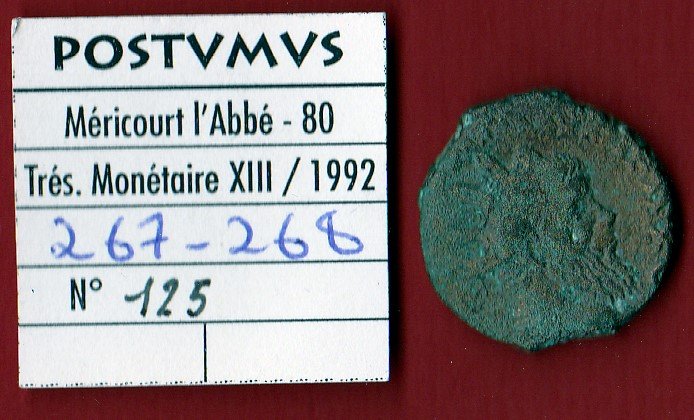 POSTVMVS
Méricourt l'Abbé - 80
Trés. Monétaire XIII / 1992
267-268
N° 125